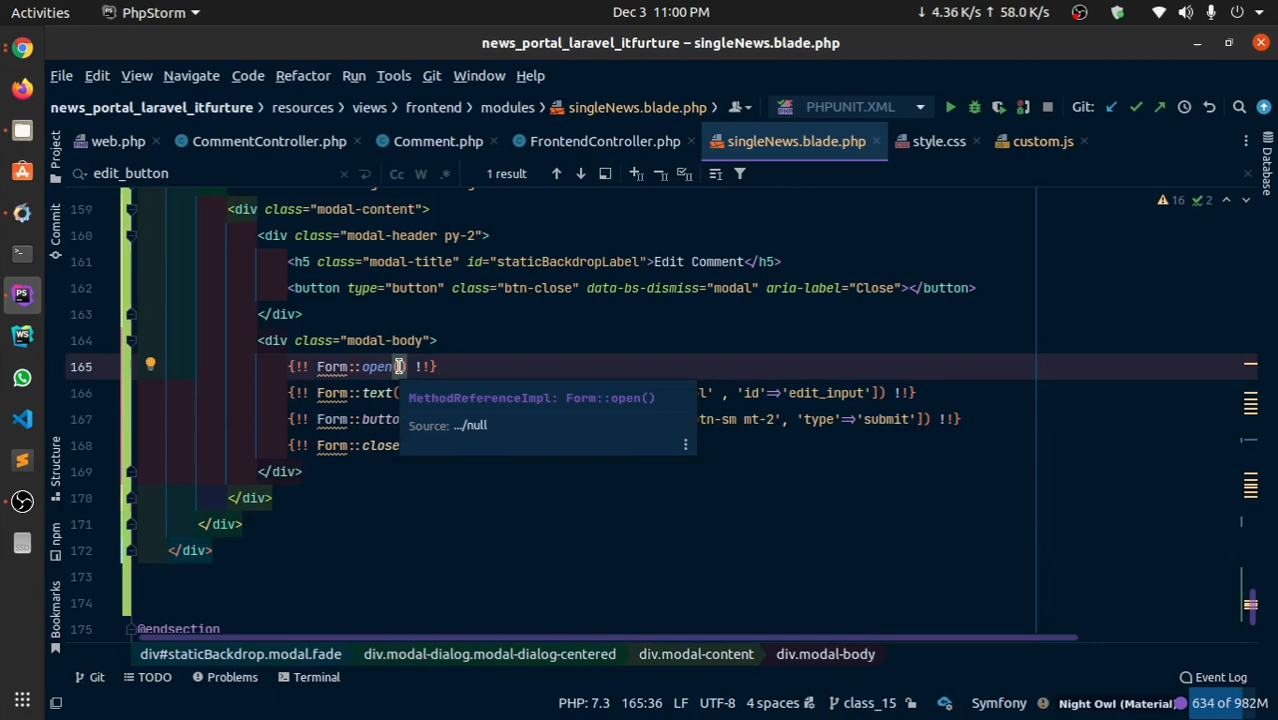 Activities PhpStorm Dec 3 11:00 PM 4.36 K/s 58.0 K/s
news_portal_laravel_itfurture – singleNews.blade.php
File Edit View Navigate Code Refactor Run Tools Git Window Help
news_portal_laravel_itfurture resources views frontend modules singleNews.blade.php PHPUNIT.XML Git:
Project web.php CommentController.php Comment.php FrontendController.php singleNews.blade.php style.css custom.js Database
edit_button Cc W .* 1 result
16 2
159 <div class="modal-content">
Commit
160 <div class="modal-header py-2">
161 <h5 class="modal-title" id="staticBackdropLabel">Edit Comment</h5>
162 <button type="button" class="btn-close" data-bs-dismiss="modal" aria-label="Close"></button>
163 </div>
164 <div class="modal-body">
165 {!! Form::open() !!}
166 {!! Form::text( l' , 'id'⇒'edit_input']) !!}
MethodReferenceImpl: Form::open()
167 {!! Form::butto tn-sm mt-2', 'type'⇒'submit']) !!}
Source: .../null
168 {!! Form::close
Structure
169 </div>
170 </div>
171 </div>
npm
172 </div>
173
Bookmarks
174
175 @endsection
div#staticBackdrop.modal.fade div.modal-dialog.modal-dialog-centered div.modal-content div.modal-body
Git TODO Problems Terminal Event Log
PHP: 7.3 165:36 LF UTF-8 4 spaces class_15 Symfony Night Owl (Material) 634 of 982M
SSD